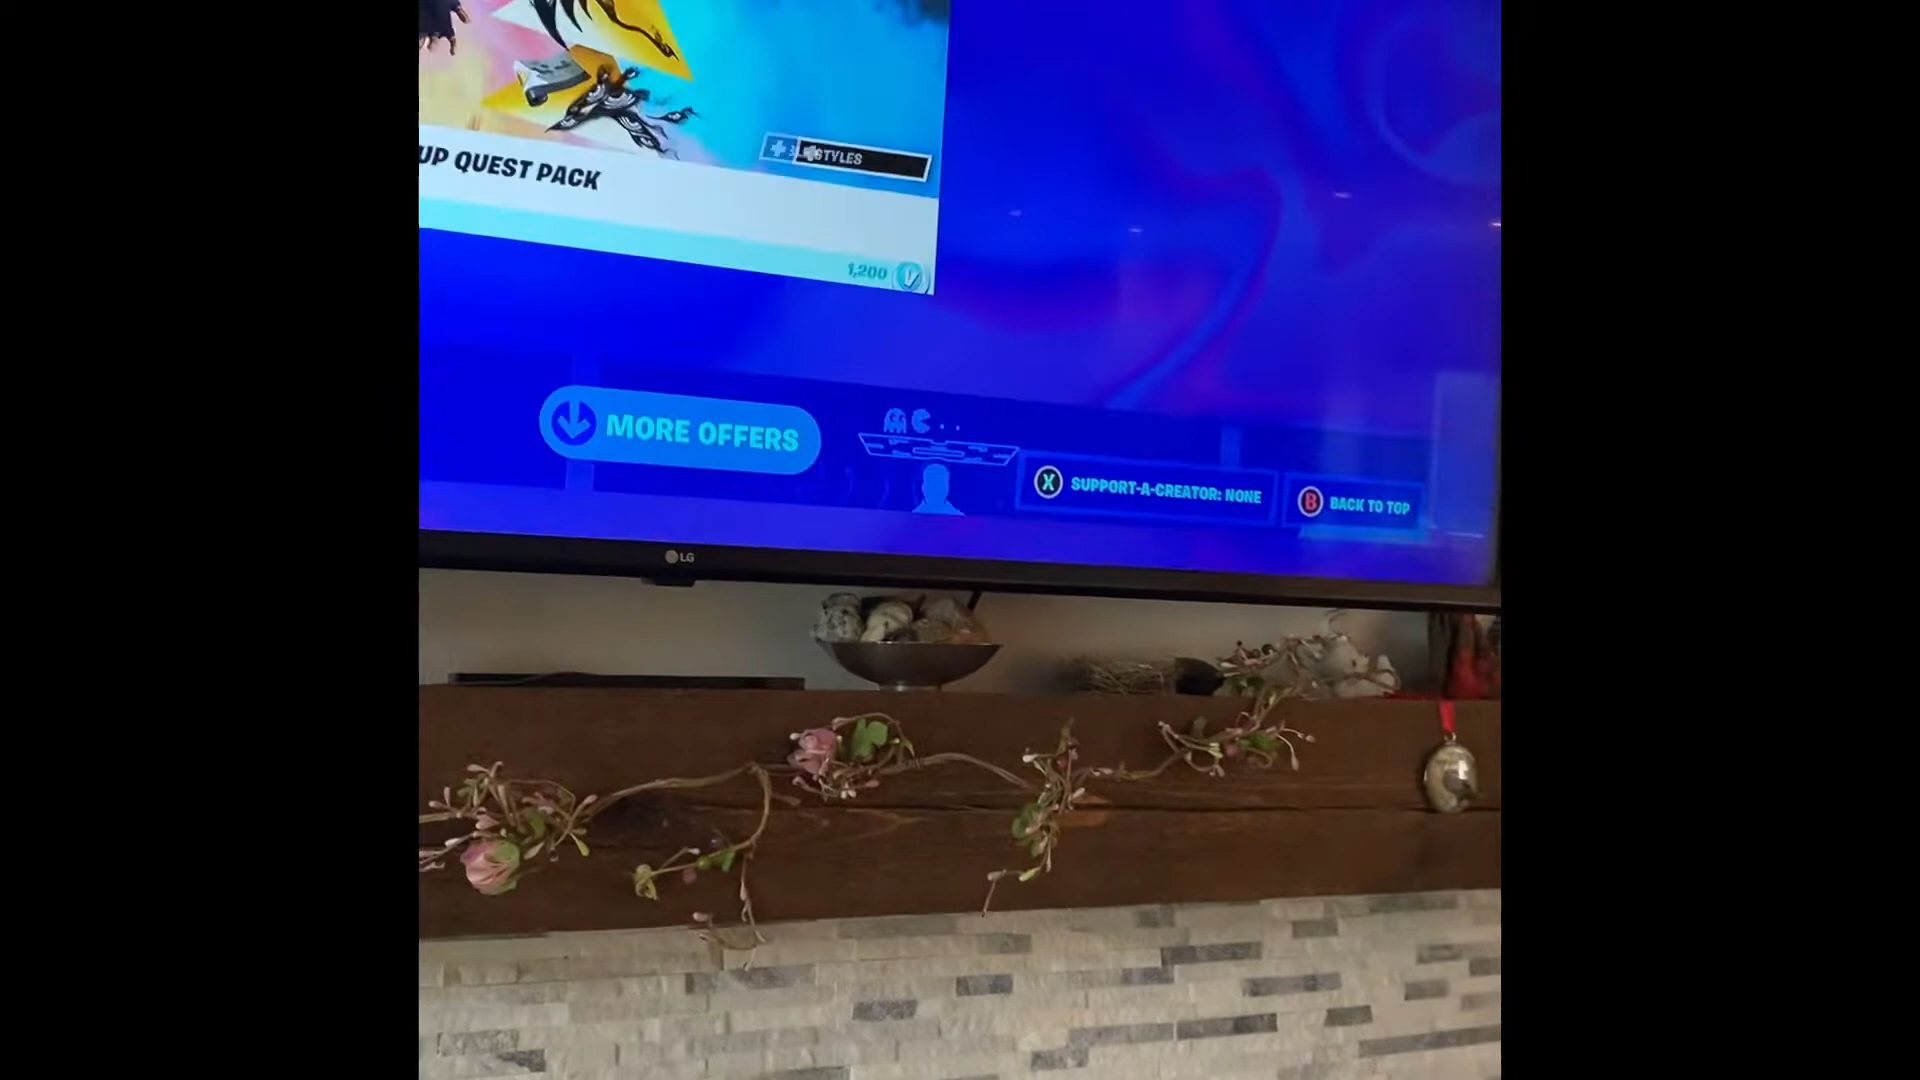 STYLES
UP QUEST PACK
1,200
MORE OFFERS
X SUPPORT-A-CREATOR: NONE
B BACK TO TOP
LG